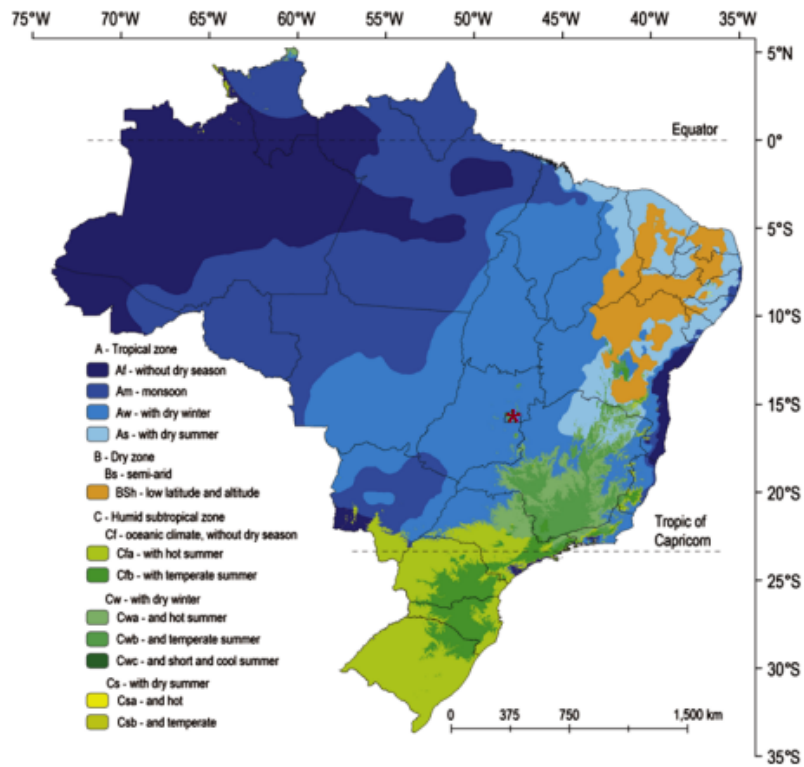 75°W 70°W 65°W 60°W 55°W 50°W 45°W 40°W 35°W
5°N
Equator
0°
5°S
10°S
A - Tropical zone
Af - without dry season
Am - monsoon
Aw - with dry winter
15°S
As - with dry summer
B - Dry zone
Bs - semi-arid
BSh - low latitude and altitude
20°S
C - Humid subtropical zone
Cf - oceanic climate, without dry season
Tropic of
Capricorn
Cfa - with hot summer
Cfb - with temperate summer
25°S
Cw - with dry winter
Cwa - and hot summer
Cwb - and temperate summer
Cwc - and short and cool summer
30°S
Cs - with dry summer
Csa - and hot
Csb - and temperate
0 375 750 1,500 km
35°S